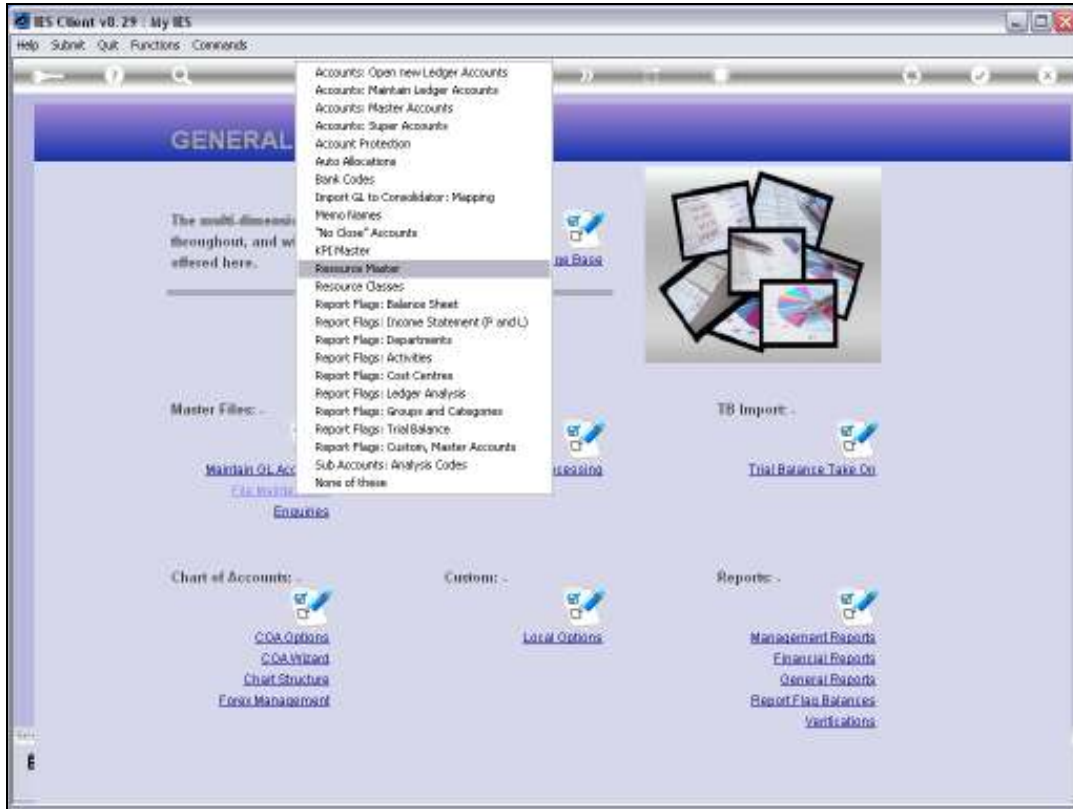 IES Client v8.29 : My IES
Help Submit Quit Functions Commands
GENERAL
The multi-dimensi
throughout, and wi
offered here.
Accounts: Open new Ledger Accounts
Accounts: Maintain Ledger Accounts
Accounts: Master Accounts
Accounts: Super Accounts
Account Protection
Auto Allocations
Bank Codes
Import GL to Consolidator : Mapping
Memo Names
"No Close" Accounts
KPI Master
Resource Master
Resource Classes
Report Flags: Balance Sheet
Report Flags: Income Statement (P and L)
Report Flags: Departments
Report Flags: Activities
Report Flags: Cost Centres
Report Flags: Ledger Analysis
Report Flags: Groups and Categories
Report Flags: Trial Balance
Report Flags: Custom, Master Accounts
Sub Accounts: Analysis Codes
None of these
Base
Master Files: -
Maintain GL Acc
Enquiries
TB Import: -
Trial Balance Take On
Chart of Accounts: -
COA Options
COA Wizard
Chart Structure
Forex Management
Custom: -
Local Options
Reports: -
Management Reports
Financial Reports
General Reports
Report Flag Balances
Verifications